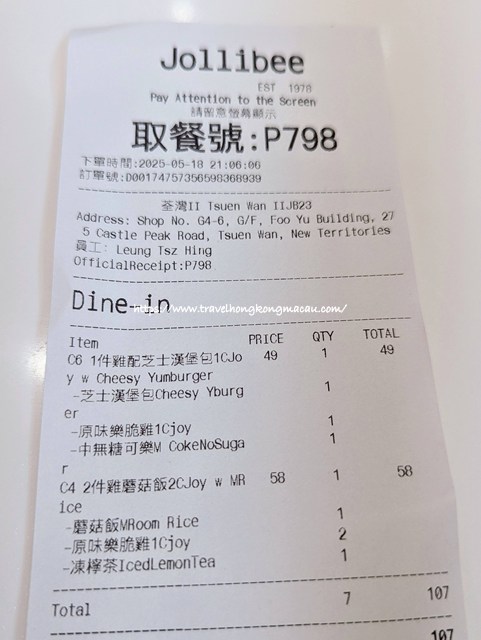 Jollibee
EST 1978
Pay Attention to the Screen
請留意螢幕顯示
取餐號:P798
下單時間:2025-05-18 21:06:06
訂單號:D00174757356598368939
荃灣II Tsuen Wan IIJB23
Address: Shop No. G4-6, G/F, Foo Yu Building, 27
5 Castle Peak Road, Tsuen Wan, New Territories
員工: Leung Tsz Hing
OfficialReceipt:P798
Dine-in
https://www.travelhongkongmacau.com/
Item PRICE QTY TOTAL
C6 1件雞配芝士漢堡包1CJo 49 1 49
y w Cheesy Yumburger
-芝士漢堡包Cheesy Yburg 1
er
-原味樂脆雞1Cjoy 1
-中無糖可樂M CokeNoSuga 1
r
C4 2件雞蘑菇飯2CJoy w MR 58 1 58
ice
-蘑菇飯MRoom Rice 1
-原味樂脆雞1Cjoy 2
-凍檸茶IcedLemonTea 1
Total 7 107
107